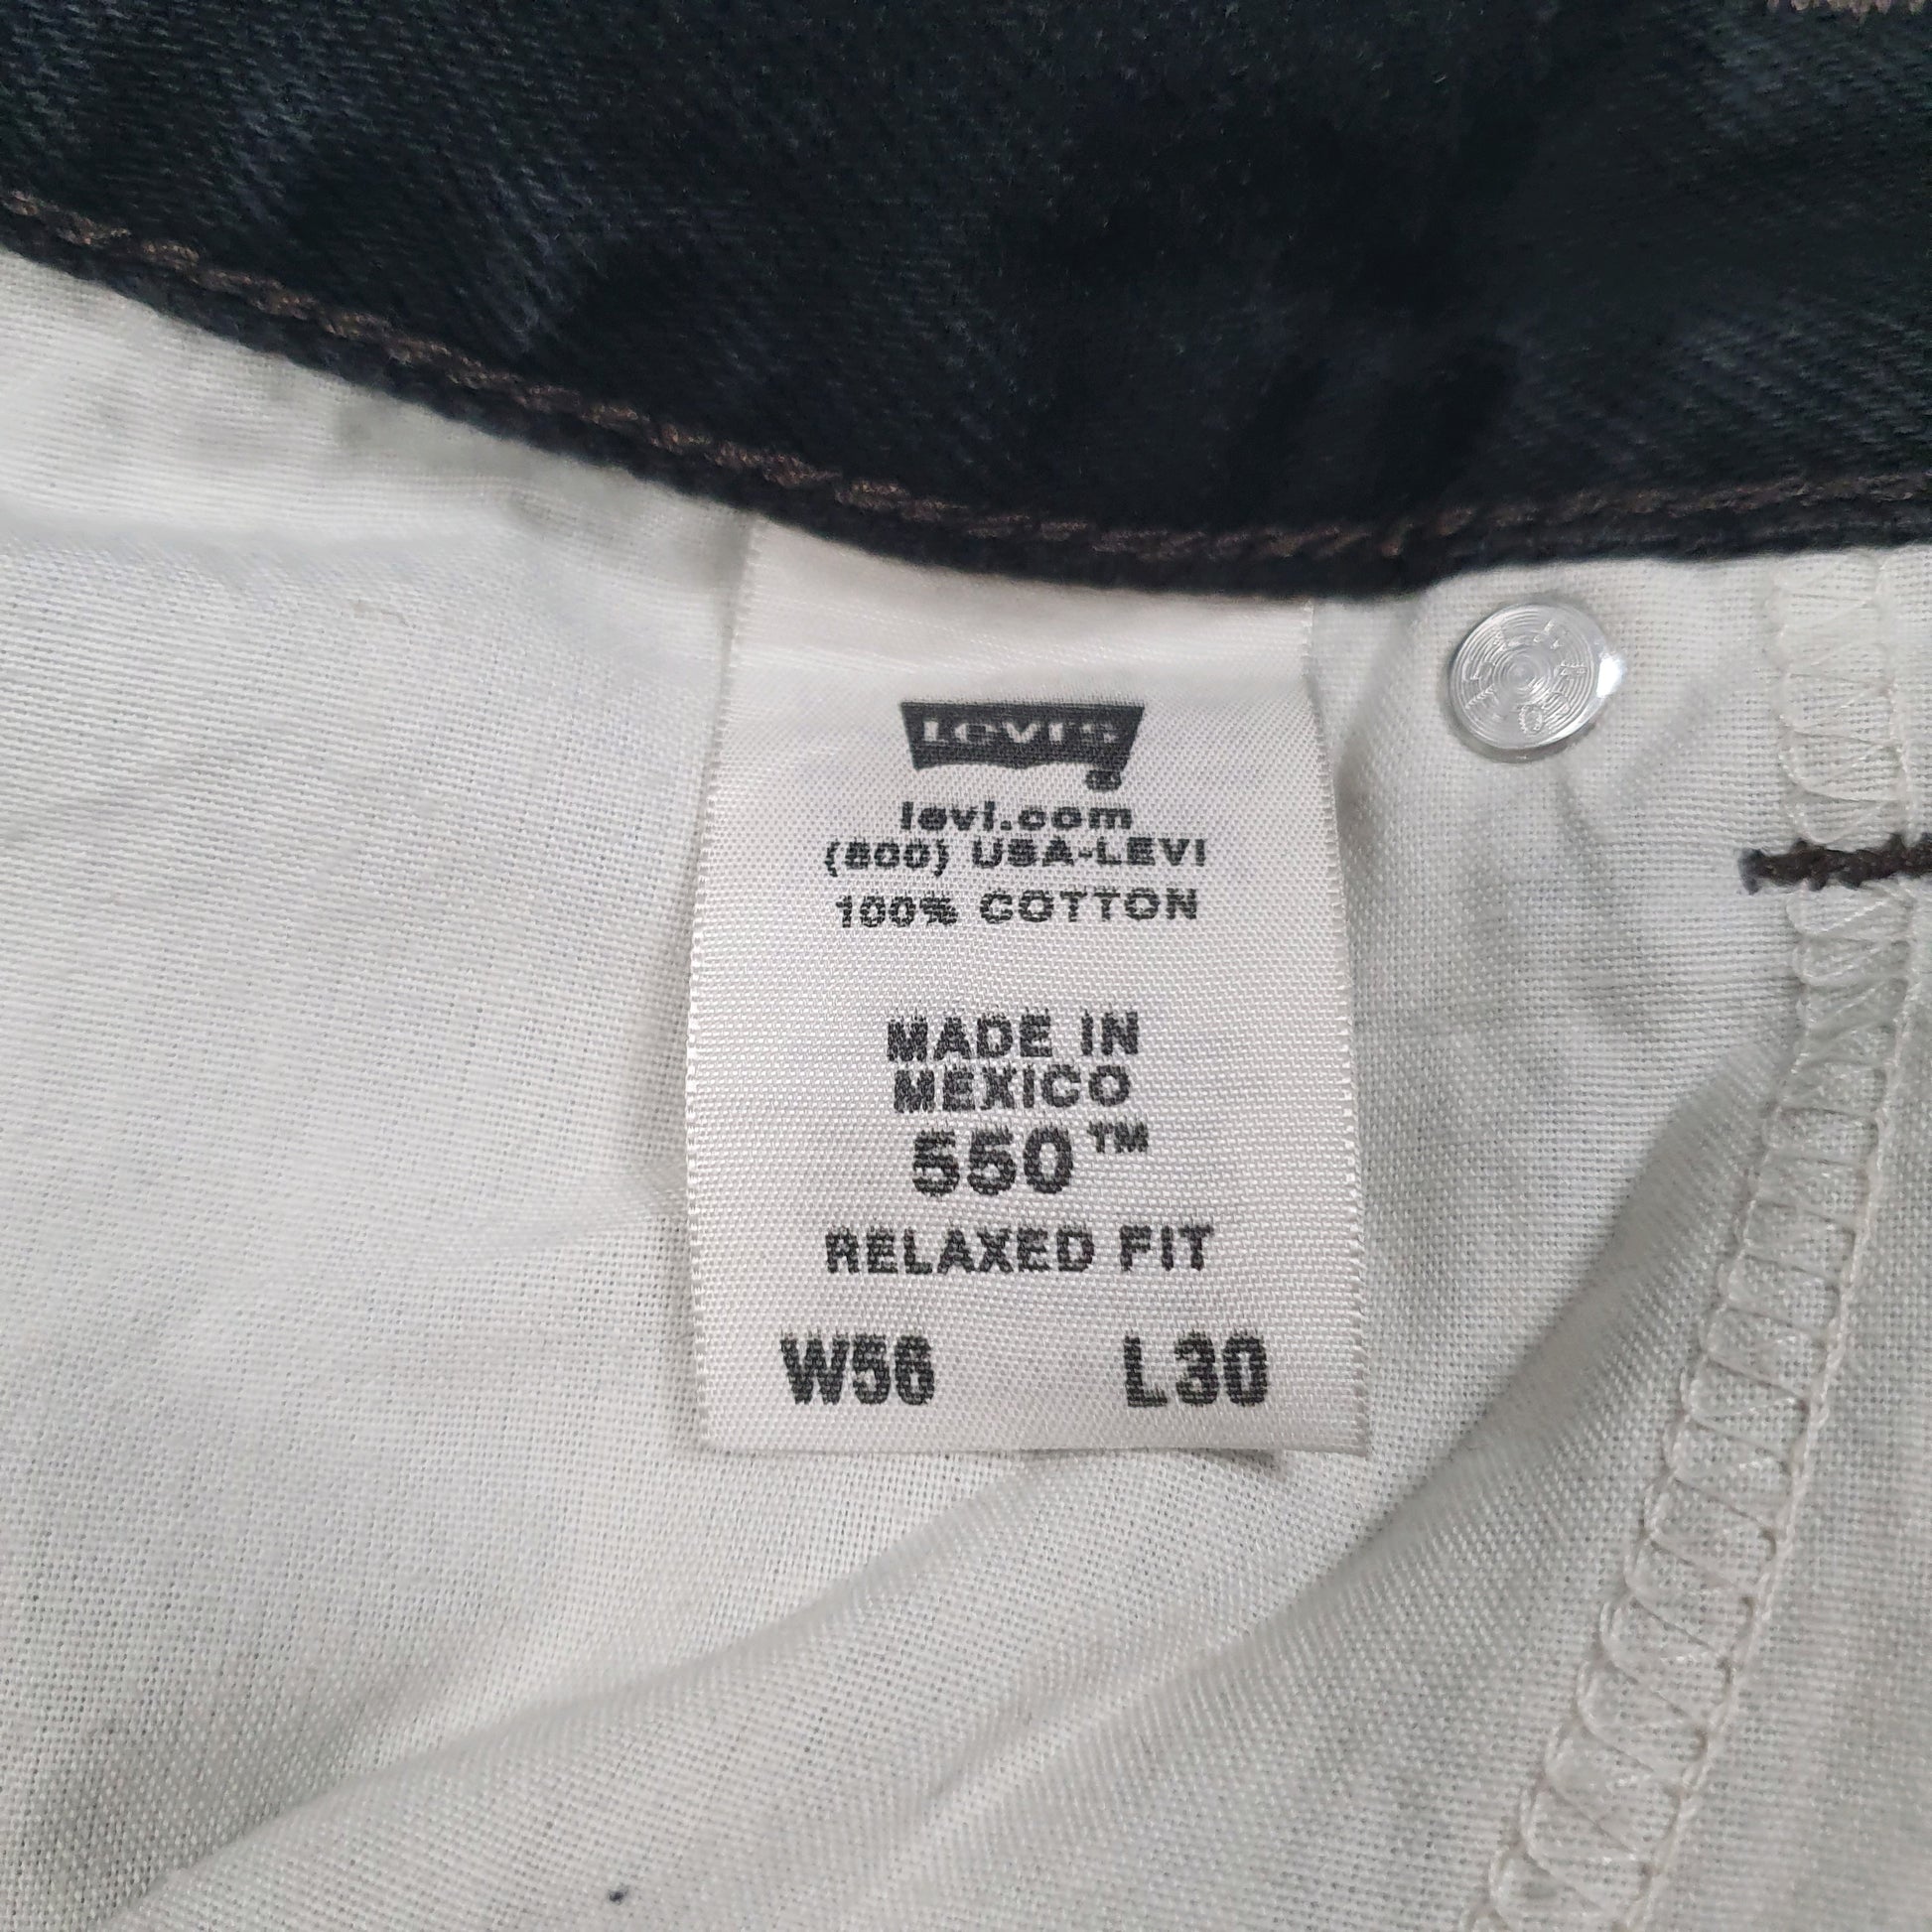 Levi's
levi.com
(800) USA-LEVI
100% COTTON
MADE IN
MEXICO
550™
RELAXED FIT
W56 L30